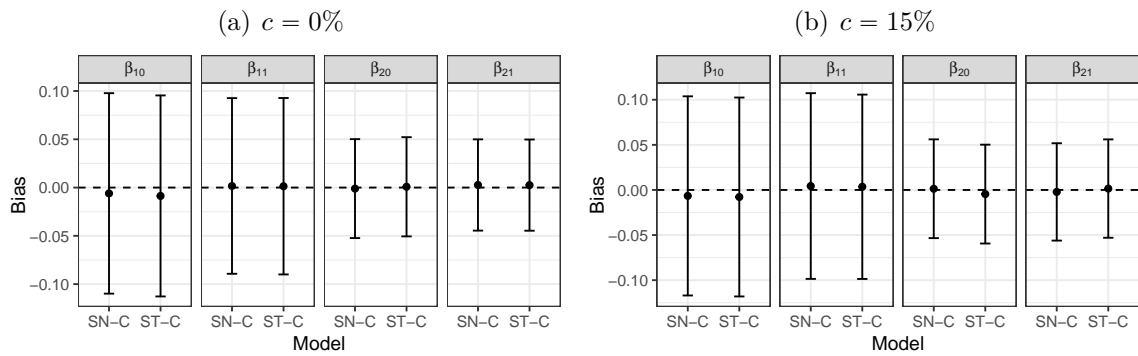 (a) c = 0%
β₁₀ β₁₁ β₂₀ β₂₁
0.10
0.05
0.00
−0.05
−0.10
Bias
SN−C ST−C SN−C ST−C SN−C ST−C SN−C ST−C
Model
(b) c = 15%
β₁₀ β₁₁ β₂₀ β₂₁
0.10
0.05
0.00
−0.05
−0.10
Bias
SN−C ST−C SN−C ST−C SN−C ST−C SN−C ST−C
Model